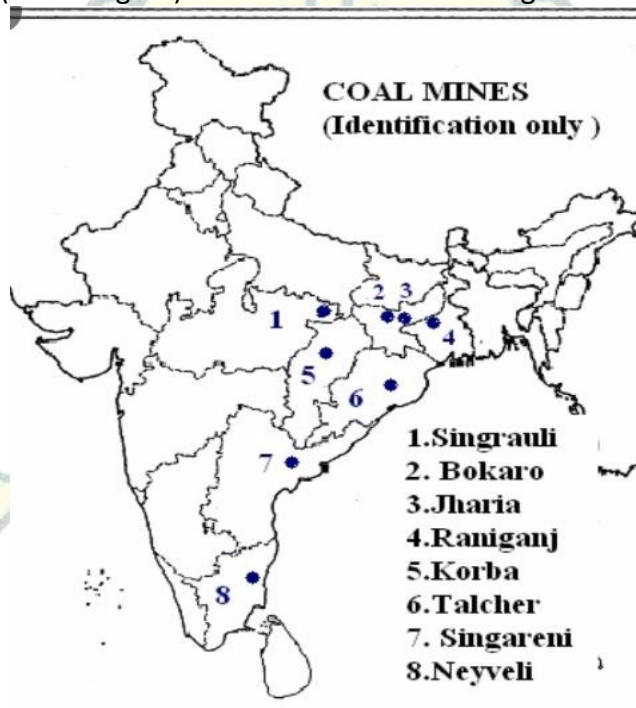 COAL MINES
(Identification only )
2 3
1
4
5
6
7
8
1.Singrauli
2. Bokaro
3.Jharia
4.Raniganj
5.Korba
6.Talcher
7. Singareni
8.Neyveli